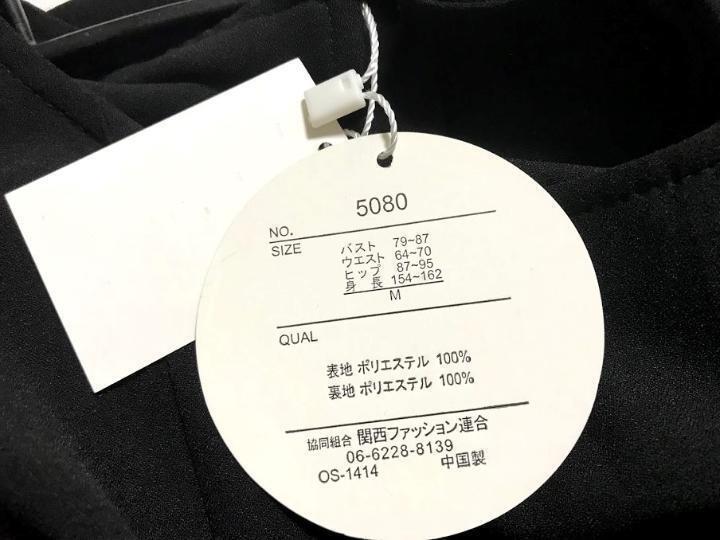 NO. 5080
SIZE バスト 79~87
ウエスト 64~70
ヒップ 87~95
身長 154~162
M
QUAL
表地 ポリエステル 100%
裏地 ポリエステル 100%
協同組合 関西ファッション連合
06-6228-8139
OS-1414 中国製